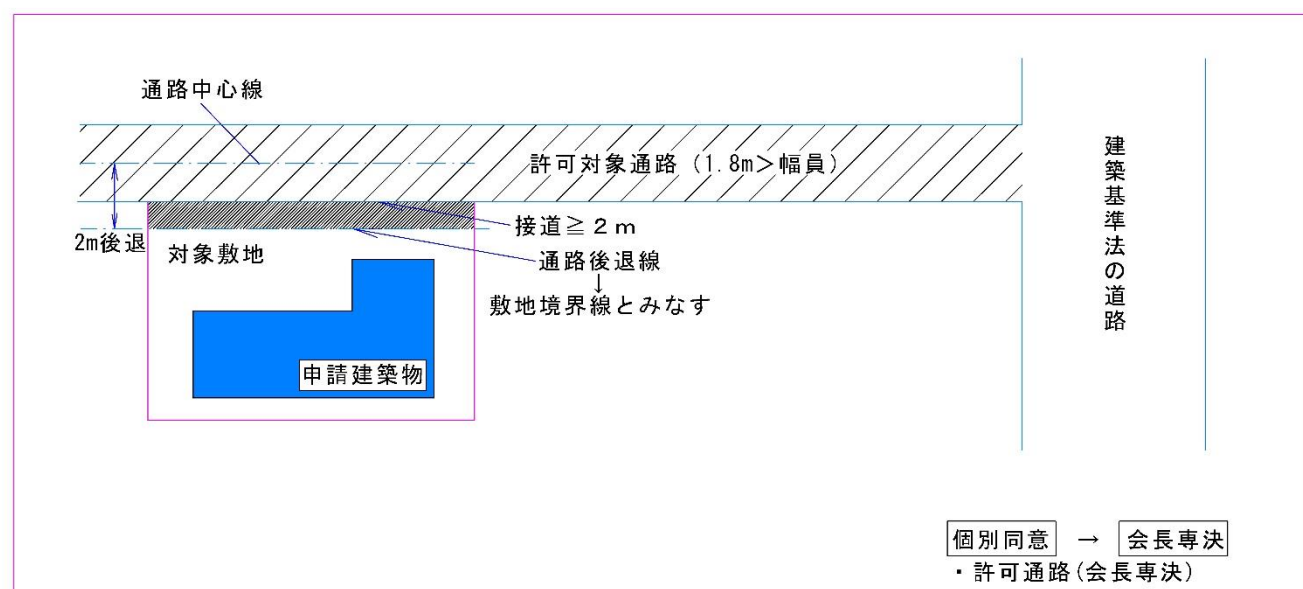 通路中心線
許可対象通路（1.8m＞幅員）
接道≧２ｍ
2m後退
対象敷地
通路後退線
↓
敷地境界線とみなす
申請建築物
建築基準法の道路
個別同意 → 会長専決
・許可通路(会長専決)